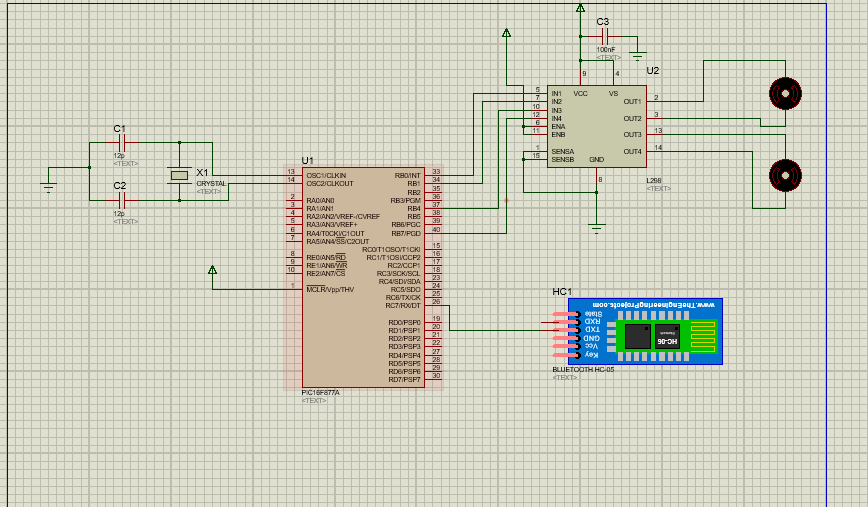 C3
100nF
<TEXT>
U2
9
4
5
7
10
12
6
11
1
15
IN1
IN2
IN3
IN4
ENA
ENB
SENSA
SENSB
VCC
VS
GND
OUT1
OUT2
OUT3
OUT4
2
3
13
14
8
L298
<TEXT>
C1
12p
<TEXT>
X1
CRYSTAL
<TEXT>
C2
12p
<TEXT>
U1
13 OSC1/CLKIN RB0/INT 33
14 OSC2/CLKOUT RB1 34
RB2 35
2 RA0/AN0 RB3/PGM 36
3 RA1/AN1 RB4 37
4 RA2/AN2/VREF-/CVREF RB5 38
5 RA3/AN3/VREF+ RB6/PGC 39
6 RA4/T0CKI/C1OUT RB7/PGD 40
7 RA5/AN4/SS/C2OUT
RC0/T1OSO/T1CKI 15
8 RE0/AN5/RD RC1/T1OSI/CCP2 16
9 RE1/AN6/WR RC2/CCP1 17
10 RE2/AN7/CS RC3/SCK/SCL 18
RC4/SDI/SDA 23
1 MCLR/Vpp/THV RC5/SDO 24
RC6/TX/CK 25
RC7/RX/DT 26
RD0/PSP0 19
RD1/PSP1 20
RD2/PSP2 21
RD3/PSP3 22
RD4/PSP4 27
RD5/PSP5 28
RD6/PSP6 29
RD7/PSP7 30
PIC16F877A
<TEXT>
HC1
www.TheEngineeringProjects.com
State
RXD
TXD
GND
Vcc
Key
HC-06
BLUETOOTH HC-05
<TEXT>